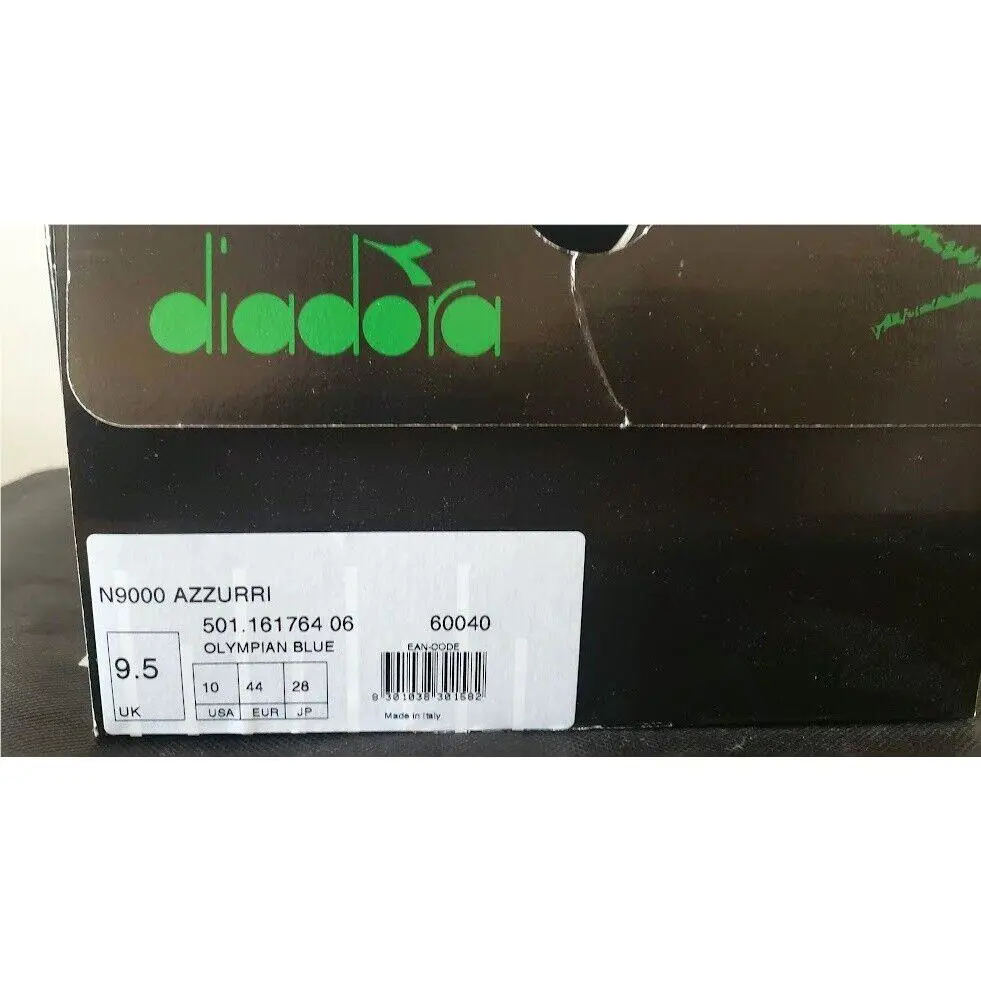 diadora
N9000 AZZURRI
501.161764 06 60040
OLYMPIAN BLUE EAN-CODE
9.5 10 44 28
8 301038 301582
UK USA EUR JP
Made in Italy